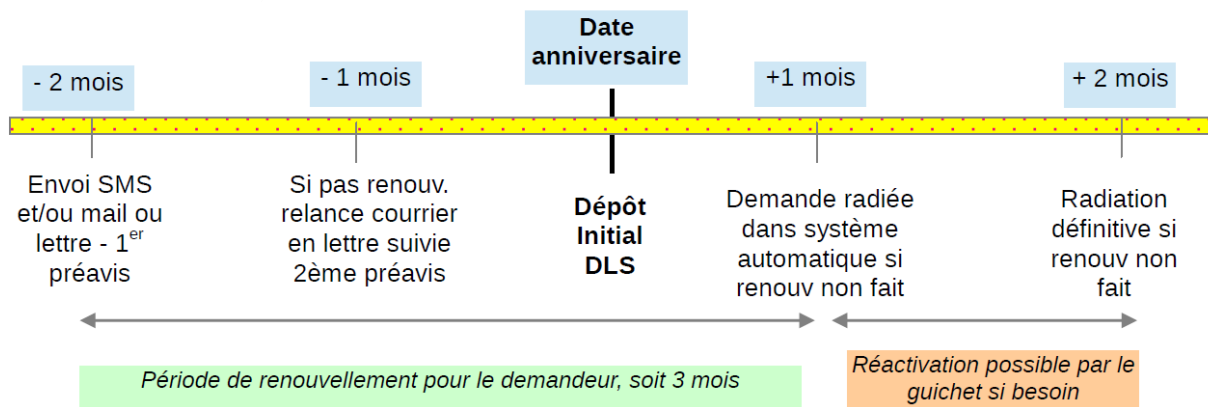 Date
anniversaire
- 2 mois
- 1 mois
+1 mois
+ 2 mois
Envoi SMS
et/ou mail ou
lettre - 1er
préavis
Si pas renouv.
relance courrier
en lettre suivie
2ème préavis
Dépôt
Initial
DLS
Demande radiée
dans système
automatique si
renouv non fait
Radiation
définitive si
renouv non
fait
Période de renouvellement pour le demandeur, soit 3 mois
Réactivation possible par le
guichet si besoin